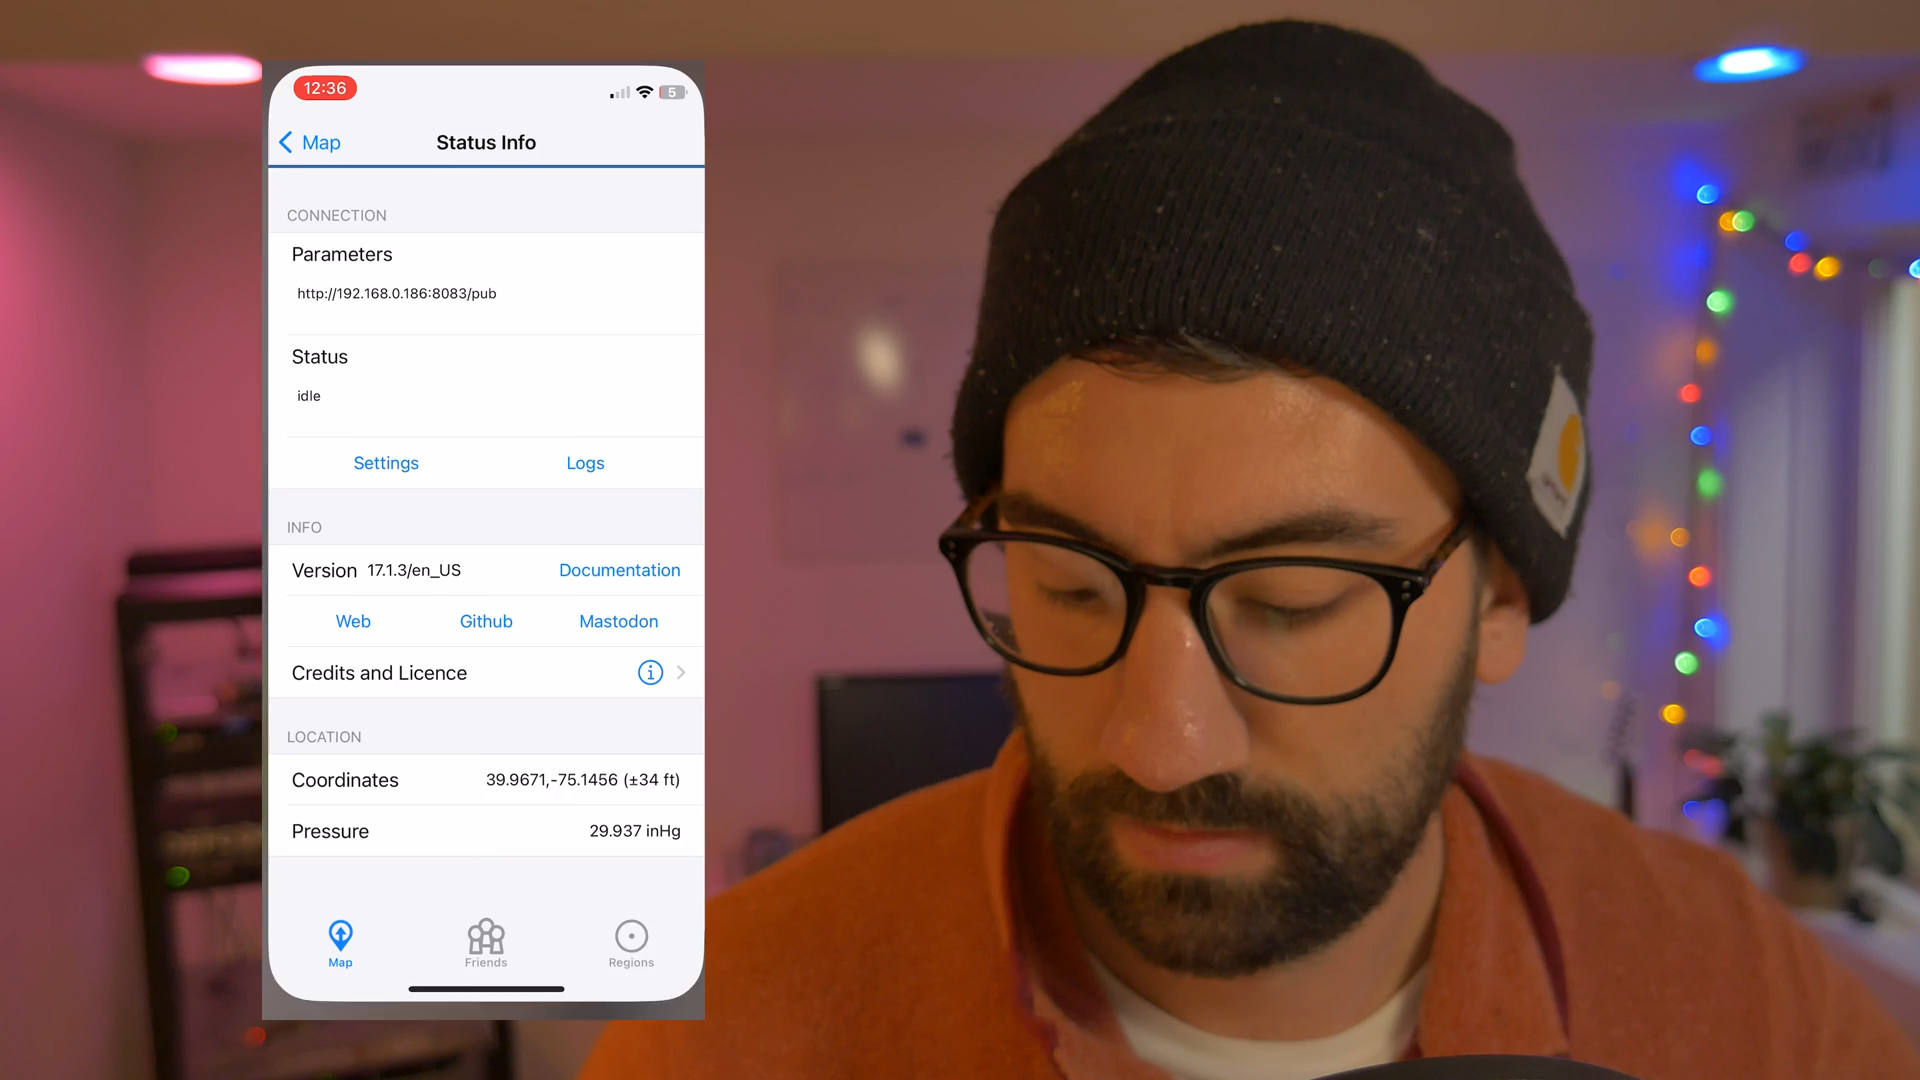 12:36
5
Map
Status Info
CONNECTION
Parameters
http://192.168.0.186:8083/pub
Status
idle
Settings Logs
INFO
Version 17.1.3/en_US Documentation
Web Github Mastodon
Credits and Licence
LOCATION
Coordinates 39.9671,-75.1456 (±34 ft)
Pressure 29.937 inHg
Map Friends Regions